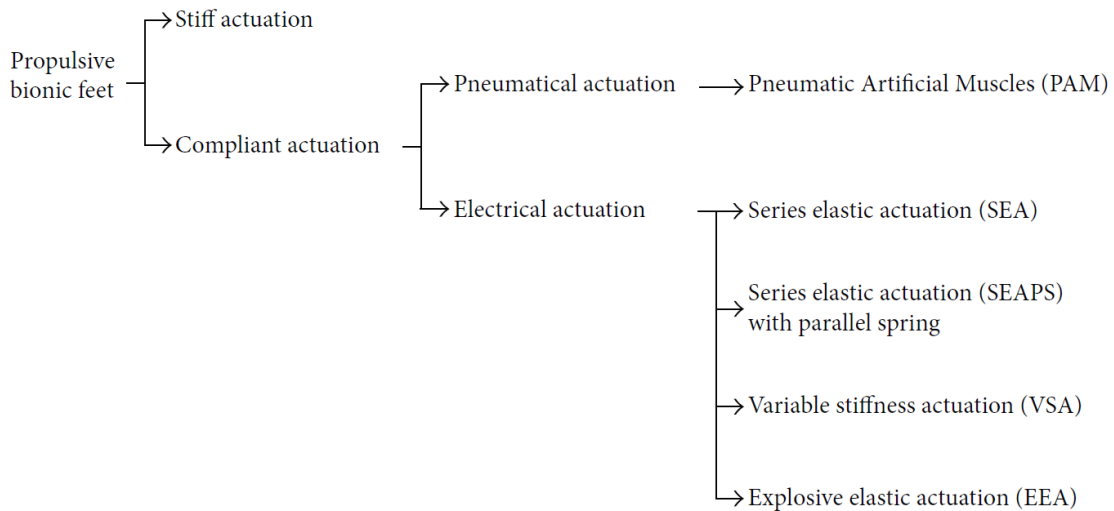 Stiff actuation
Propulsive
bionic feet
Pneumatical actuation
Pneumatic Artificial Muscles (PAM)
Compliant actuation
Electrical actuation
Series elastic actuation (SEA)
Series elastic actuation (SEAPS)
with parallel spring
Variable stiffness actuation (VSA)
Explosive elastic actuation (EEA)